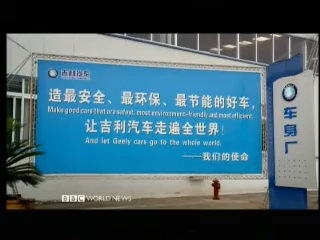 吉利汽车
造最安全、最环保、最节能的好车，
Make good cars that are safest, most environment-friendly and most efficient,
让吉利汽车走遍全世界！
And let Geely cars go to the whole world.
——我们的使命
车身厂
BBC WORLD NEWS